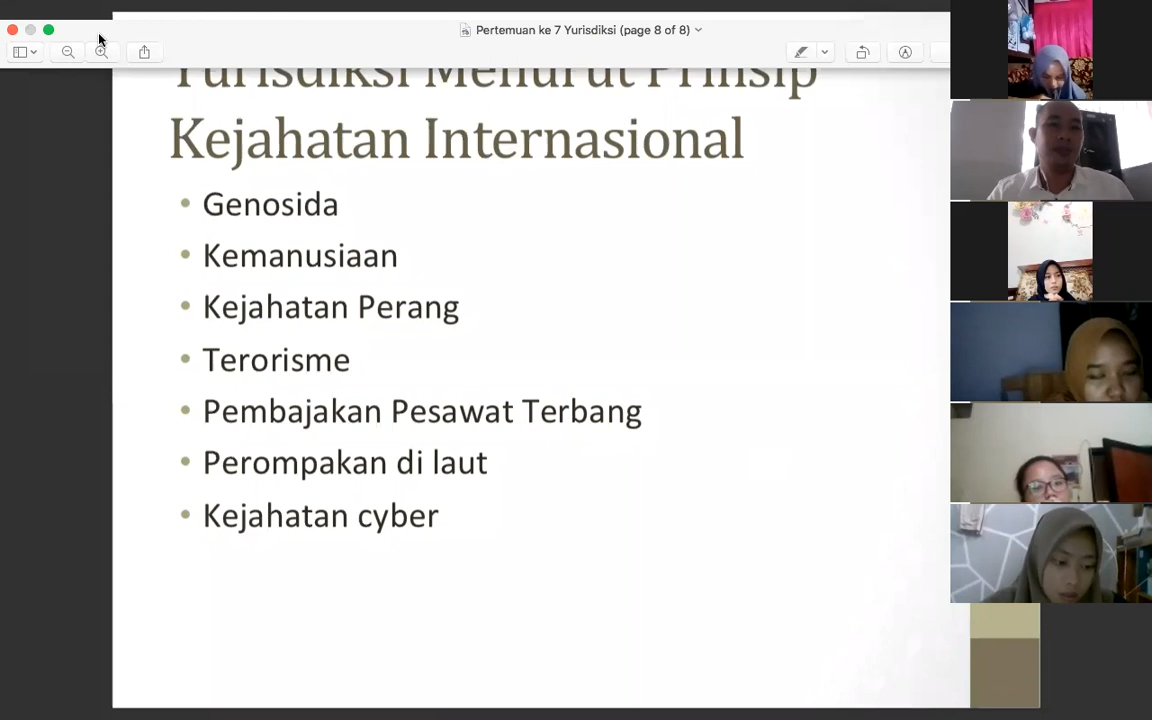 Pertemuan ke 7 Yurisdiksi (page 8 of 8)
Yurisdiksi Menurut Prinsip
Kejahatan Internasional
• Genosida
• Kemanusiaan
• Kejahatan Perang
• Terorisme
• Pembajakan Pesawat Terbang
• Perompakan di laut
• Kejahatan cyber